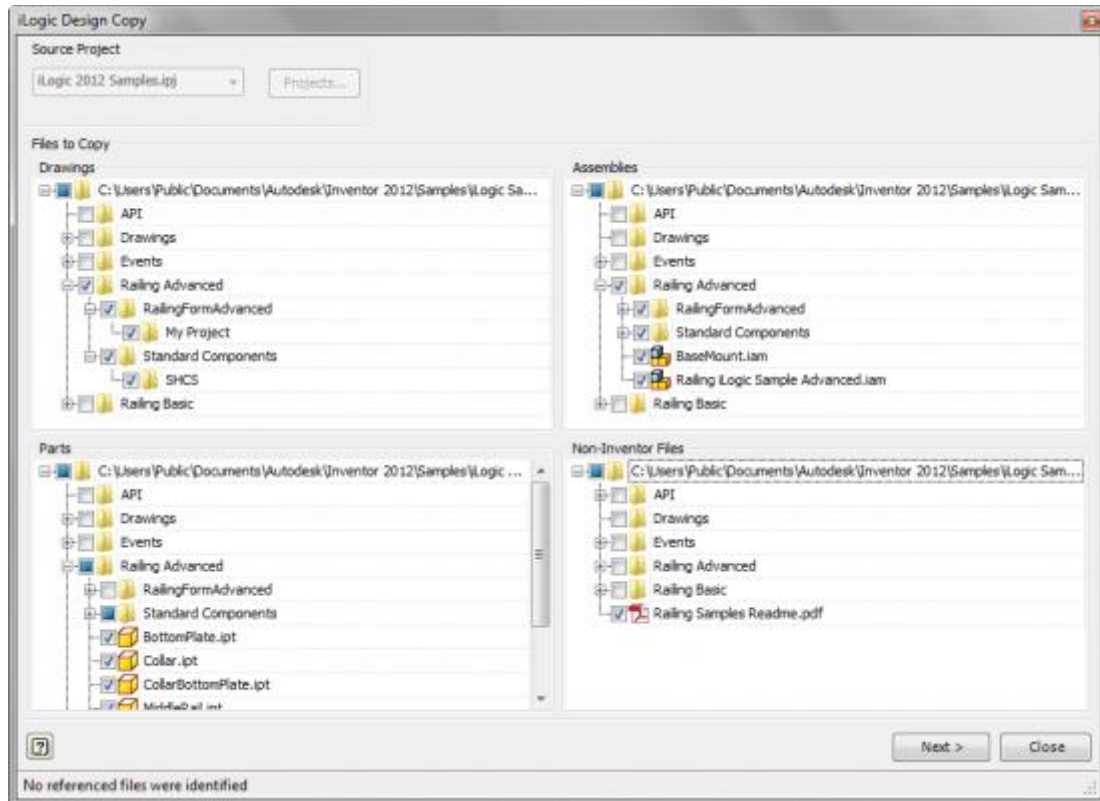 iLogic Design Copy
Source Project
iLogic 2012 Samples.ipj
Projects...
Files to Copy
Drawings
C:\Users\Public\Documents\Autodesk\Inventor 2012\Samples\iLogic Sa...
API
Drawings
Events
Railing Advanced
RailingFormAdvanced
My Project
Standard Components
SHCS
Railing Basic
Assemblies
C:\Users\Public\Documents\Autodesk\Inventor 2012\Samples\iLogic Sam...
API
Drawings
Events
Railing Advanced
RailingFormAdvanced
Standard Components
BaseMount.iam
Railing iLogic Sample Advanced.iam
Railing Basic
Parts
C:\Users\Public\Documents\Autodesk\Inventor 2012\Samples\iLogic ...
API
Drawings
Events
Railing Advanced
RailingFormAdvanced
Standard Components
BottomPlate.ipt
Collar.ipt
CollarBottomPlate.ipt
MiddleRail.ipt
Non-Inventor Files
C:\Users\Public\Documents\Autodesk\Inventor 2012\Samples\iLogic Sam...
API
Drawings
Events
Railing Advanced
Railing Basic
Railing Samples Readme.pdf
?
Next >
Close
No referenced files were identified